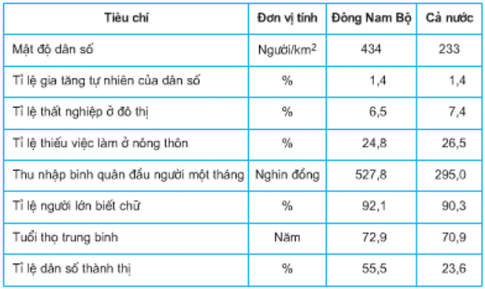 Tiêu chí Đơn vị tính Đông Nam Bộ Cả nước
Mật độ dân số Người/km2 434 233
Tỉ lệ gia tăng tự nhiên của dân số % 1,4 1,4
Tỉ lệ thất nghiệp ở đô thị % 6,5 7,4
Tỉ lệ thiếu việc làm ở nông thôn % 24,8 26,5
Thu nhập bình quân đầu người một tháng Nghìn đồng 527,8 295,0
Tỉ lệ người lớn biết chữ % 92,1 90,3
Tuổi thọ trung bình Năm 72,9 70,9
Tỉ lệ dân số thành thị % 55,5 23,6